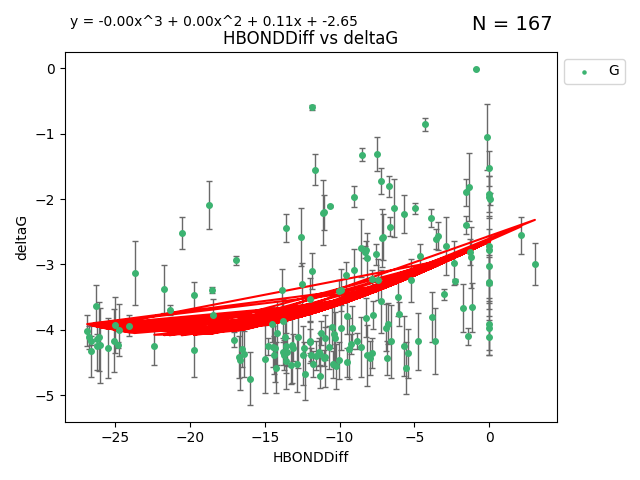 y = -0.00x^3 + 0.00x^2 + 0.11x + -2.65
N = 167
HBONDDiff vs deltaG
G
deltaG
0
−1
−2
−3
−4
−5
−25
−20
−15
−10
−5
0
HBONDDiff